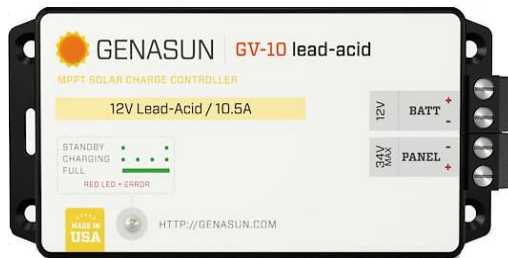 GENASUN GV-10 lead-acid
MPPT SOLAR CHARGE CONTROLLER
12V Lead-Acid / 10.5A
12V BATT + -
34V MAX PANEL - +
STANDBY
CHARGING
FULL
RED LED = ERROR
MADE IN USA
HTTP://GENASUN.COM